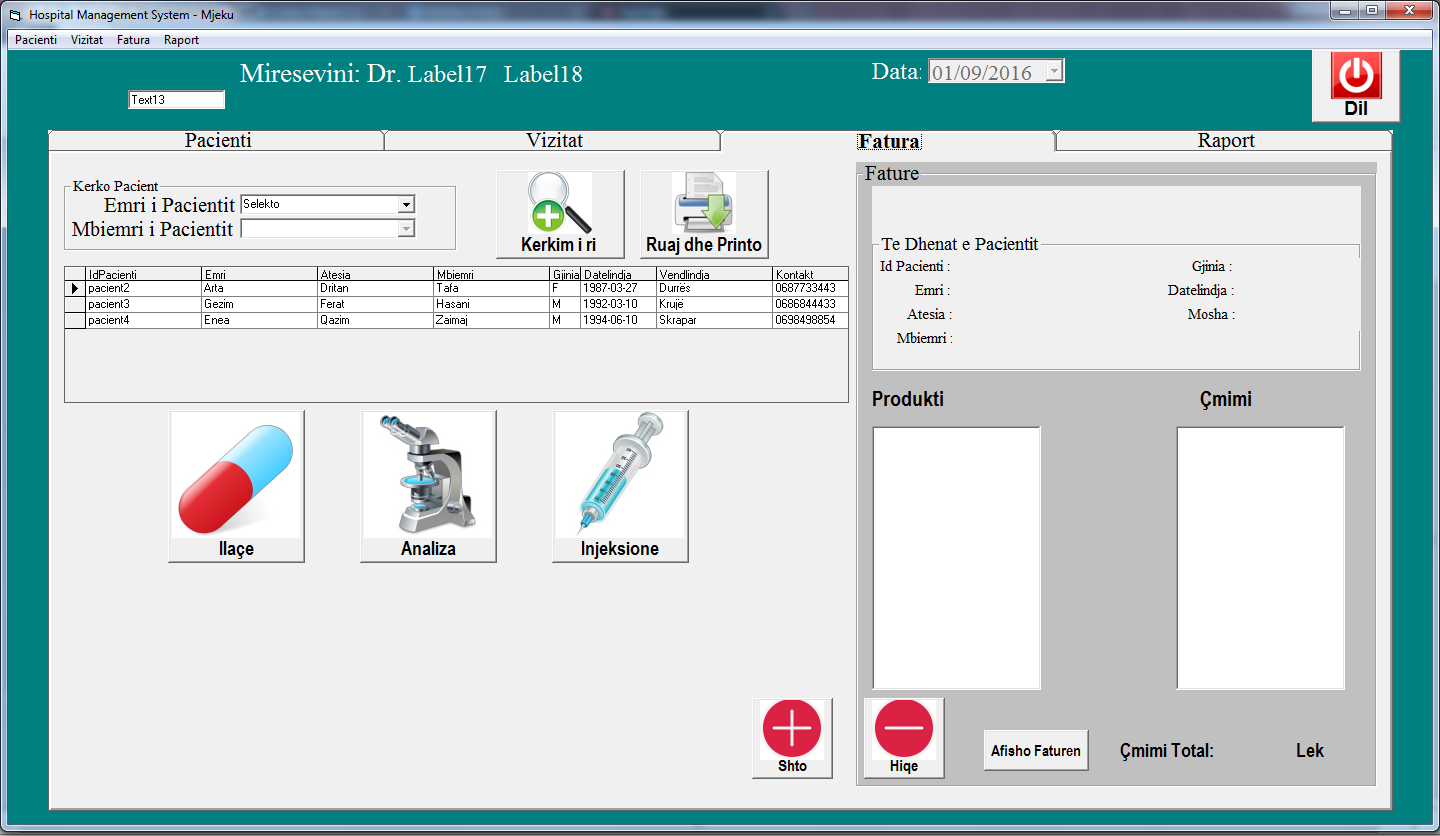 Hospital Management System - Mjeku
Pacienti Vizitat Fatura Raport
Miresevini: Dr. Label17 Label18
Data: 01/09/2016
Text13
Dil
Pacienti Vizitat Fatura Raport
Kerko Pacient
Emri i Pacientit Selekto
Mbiemri i Pacientit
Kerkim i ri
Ruaj dhe Printo
IdPacienti Emri Atesia Mbiemri Gjinia Datelindja Vendlindja Kontakt
pacient2 Arta Dritan Tafa F 1987-03-27 Durrës 0687733443
pacient3 Gezim Ferat Hasani M 1992-03-10 Krujë 0686844433
pacient4 Enea Qazim Zaimaj M 1994-06-10 Skrapar 0698498854
Ilaçe
Analiza
Injeksione
Shto
Fature
Te Dhenat e Pacientit
Id Pacienti : Gjinia :
Emri : Datelindja :
Atesia : Mosha :
Mbiemri :
Produkti Çmimi
Hiqe
Afisho Faturen
Çmimi Total: Lek